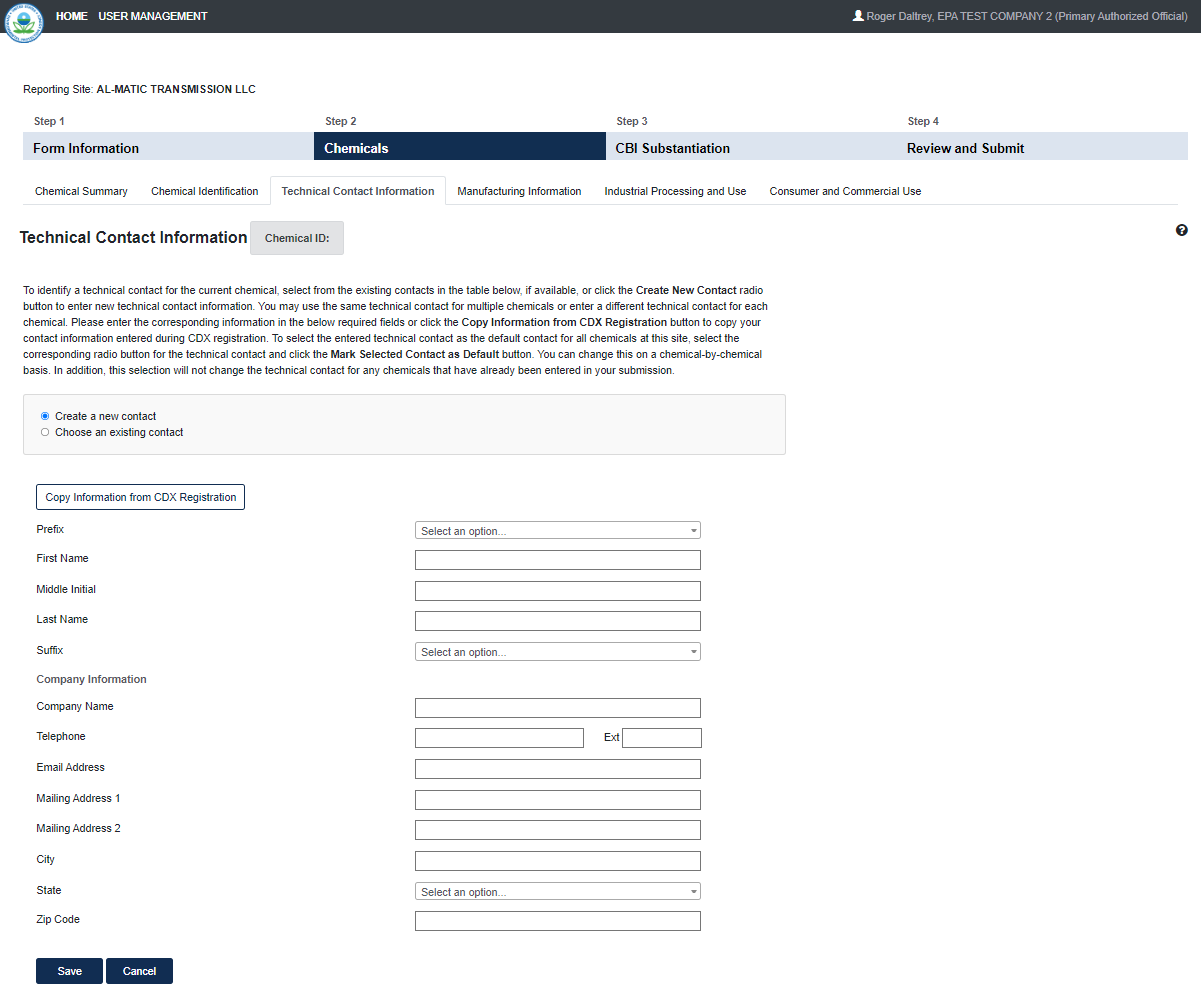 HOME USER MANAGEMENT Roger Daltrey, EPA TEST COMPANY 2 (Primary Authorized Official)
Reporting Site: AL-MATIC TRANSMISSION LLC
Step 1 Step 2 Step 3 Step 4
Form Information Chemicals CBI Substantiation Review and Submit
Chemical Summary Chemical Identification Technical Contact Information Manufacturing Information Industrial Processing and Use Consumer and Commercial Use
Technical Contact Information Chemical ID:
To identify a technical contact for the current chemical, select from the existing contacts in the table below, if available, or click the Create New Contact radio
button to enter new technical contact information. You may use the same technical contact for multiple chemicals or enter a different technical contact for each
chemical. Please enter the corresponding information in the below required fields or click the Copy Information from CDX Registration button to copy your
contact information entered during CDX registration. To select the entered technical contact as the default contact for all chemicals at this site, select the
corresponding radio button for the technical contact and click the Mark Selected Contact as Default button. You can change this on a chemical-by-chemical
basis. In addition, this selection will not change the technical contact for any chemicals that have already been entered in your submission.
Create a new contact
Choose an existing contact
Copy Information from CDX Registration
Prefix Select an option...
First Name
Middle Initial
Last Name
Suffix Select an option...
Company Information
Company Name
Telephone Ext
Email Address
Mailing Address 1
Mailing Address 2
City
State Select an option...
Zip Code
Save Cancel